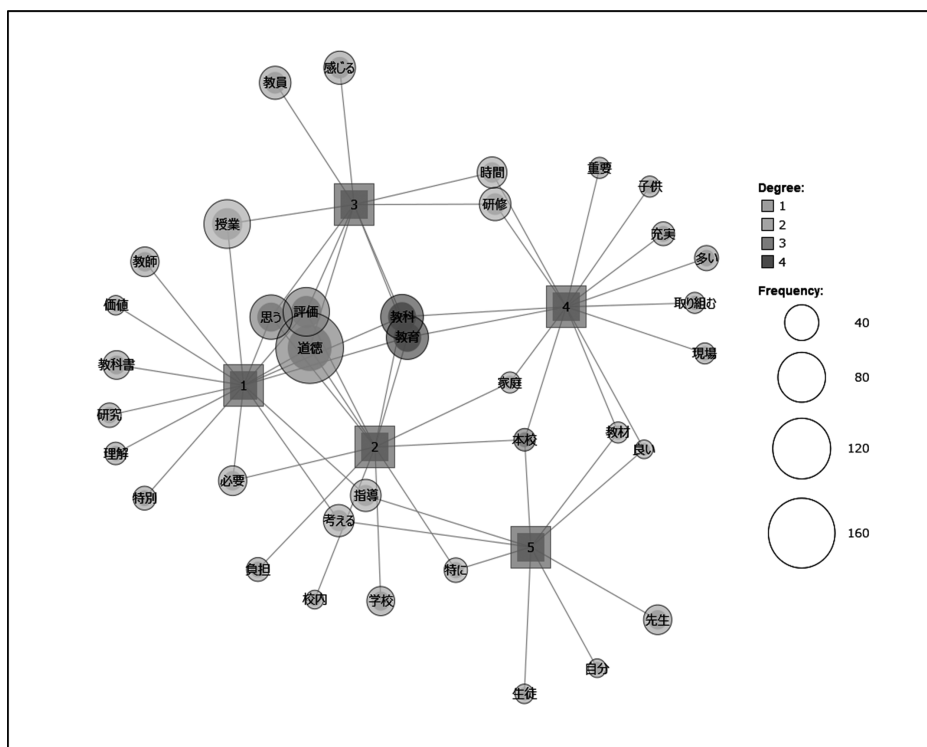 感じる
教員
時間
重要
子供
研修
3
授業
充実
多い
教師
Degree:
1
2
3
4
Frequency:
40
80
120
160
価値
思う
評価
教科
教育
4
取り組む
道徳
現場
教科書
1
家庭
研究
教材
本校
2
良い
理解
必要
指導
特別
考える
5
負担
特に
校内
学校
先生
自分
生徒